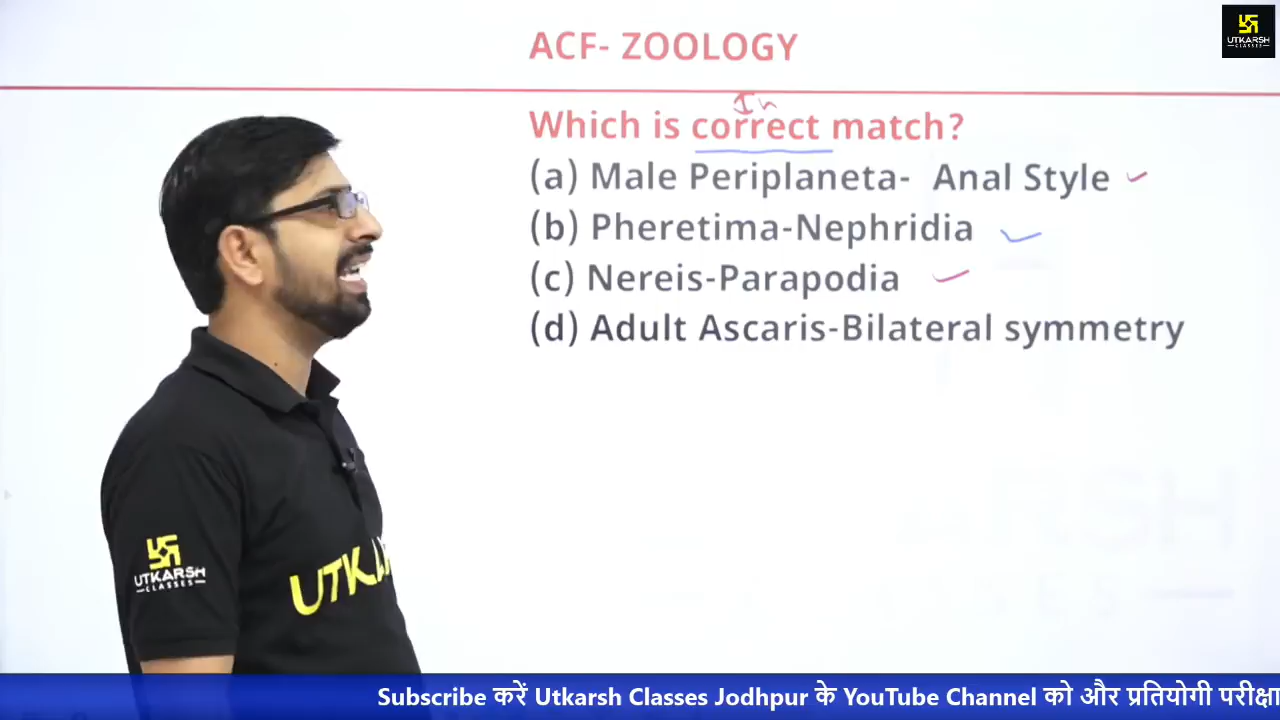 UTKARSH
CLASSES
ACF- ZOOLOGY
In
Which is correct match?
(a) Male Periplaneta- Anal Style
(b) Pheretima-Nephridia
(c) Nereis-Parapodia
(d) Adult Ascaris-Bilateral symmetry
UTKARSH
CLASSES
Subscribe करें Utkarsh Classes Jodhpur के YouTube Channel को और प्रतियोगी परीक्षा